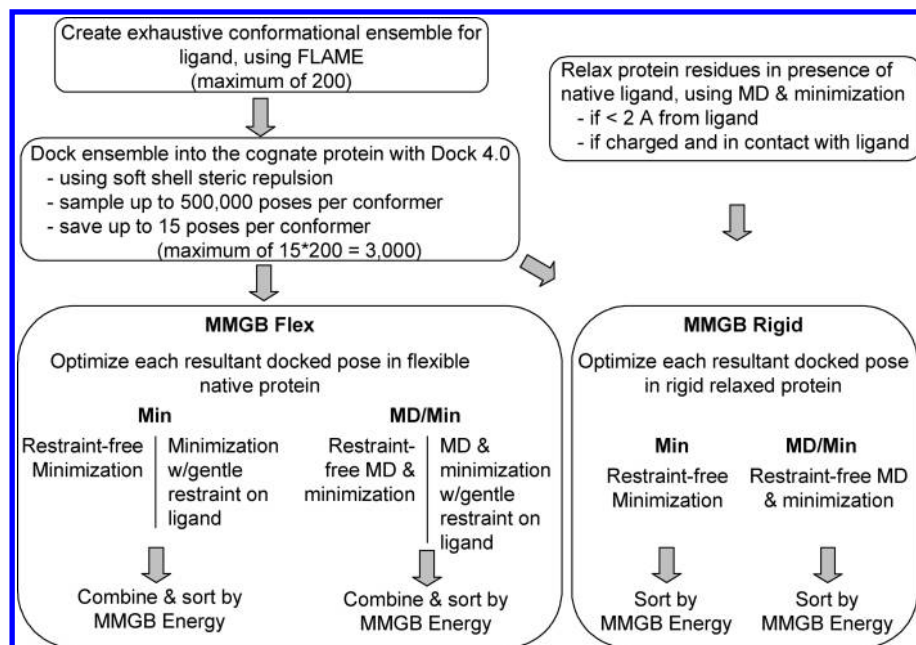 Create exhaustive conformational ensemble for
ligand, using FLAME
(maximum of 200)
Relax protein residues in presence of
native ligand, using MD & minimization
- if < 2 A from ligand
- if charged and in contact with ligand
Dock ensemble into the cognate protein with Dock 4.0
- using soft shell steric repulsion
- sample up to 500,000 poses per conformer
- save up to 15 poses per conformer
(maximum of 15*200 = 3,000)
MMGB Flex
Optimize each resultant docked pose in flexible
native protein
Min
Restraint-free
Minimization
Minimization
w/gentle
restraint on
ligand
Combine & sort by
MMGB Energy
MD/Min
Restraint-
free MD &
minimization
MD &
minimization
w/gentle
restraint on
ligand
Combine & sort by
MMGB Energy
MMGB Rigid
Optimize each resultant docked pose
in rigid relaxed protein
Min
Restraint-free
Minimization
Sort by
MMGB Energy
MD/Min
Restraint-free MD
& minimization
Sort by
MMGB Energy